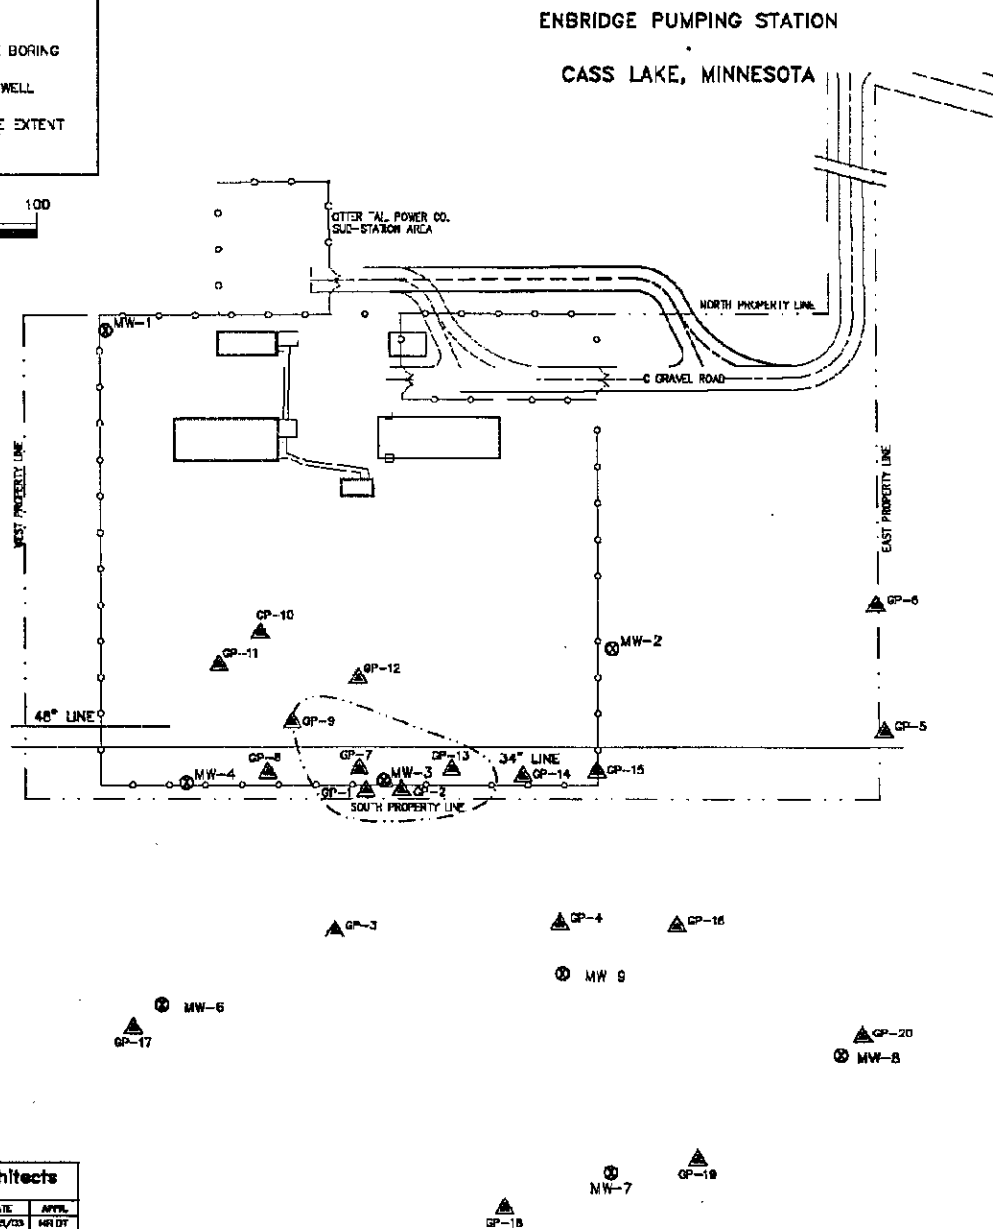 ENBRIDGE PUMPING STATION
CASS LAKE, MINNESOTA
BORING
WELL
EXTENT
100
OTTER TAIL POWER CO.
SUB-STATION AREA
NORTH PROPERTY LINE
MW-1
GRAVEL ROAD
WEST PROPERTY LINE
EAST PROPERTY LINE
GP-6
GP-10
MW-2
GP-11
GP-12
48" LINE
GP-9
GP-5
34" LINE
GP-8
GP-7
GP-13
GP-14
GP-15
MW-4
MW-3
GP-1
GP-2
SOUTH PROPERTY LINE
GP-3
GP-4
GP-16
MW 9
MW-6
GP-17
GP-20
MW-8
GP-19
MW-7
GP-18
hitects
APPR.